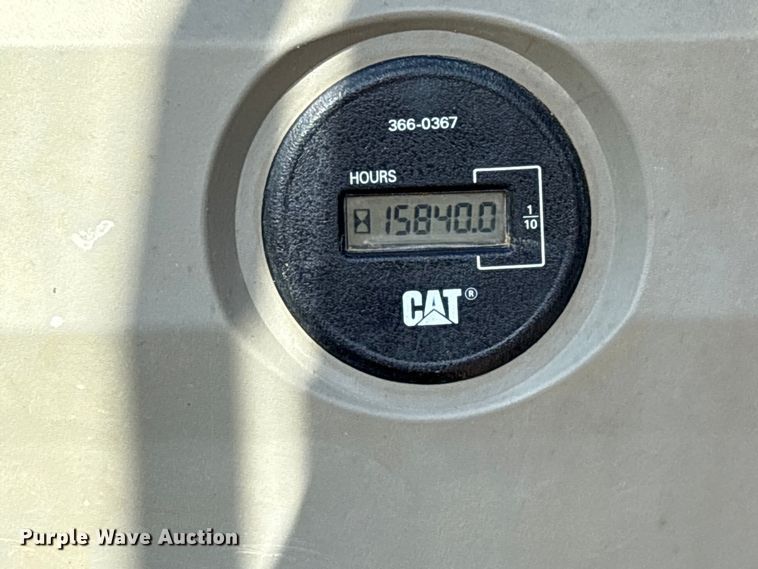 366-0367
HOURS
15840.0
1
10
CAT®
Purple Wave Auction